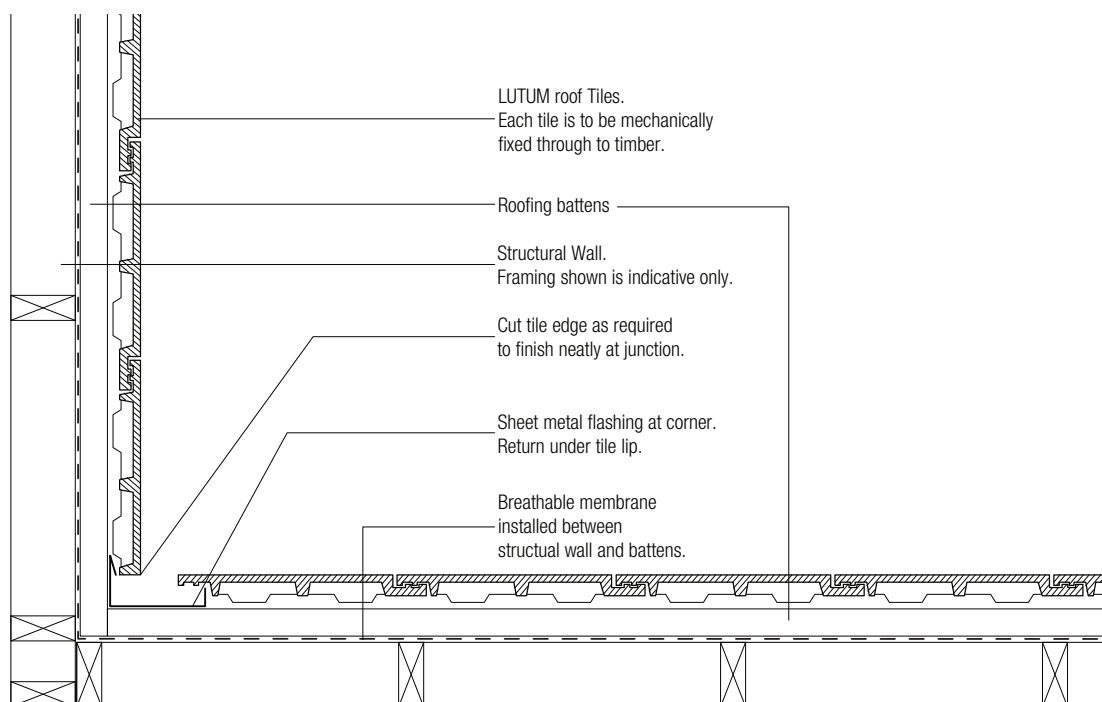 LUTUM roof Tiles.
Each tile is to be mechanically
fixed through to timber.
Roofing battens
Structural Wall.
Framing shown is indicative only.
Cut tile edge as required
to finish neatly at junction.
Sheet metal flashing at corner.
Return under tile lip.
Breathable membrane
installed between
structual wall and battens.